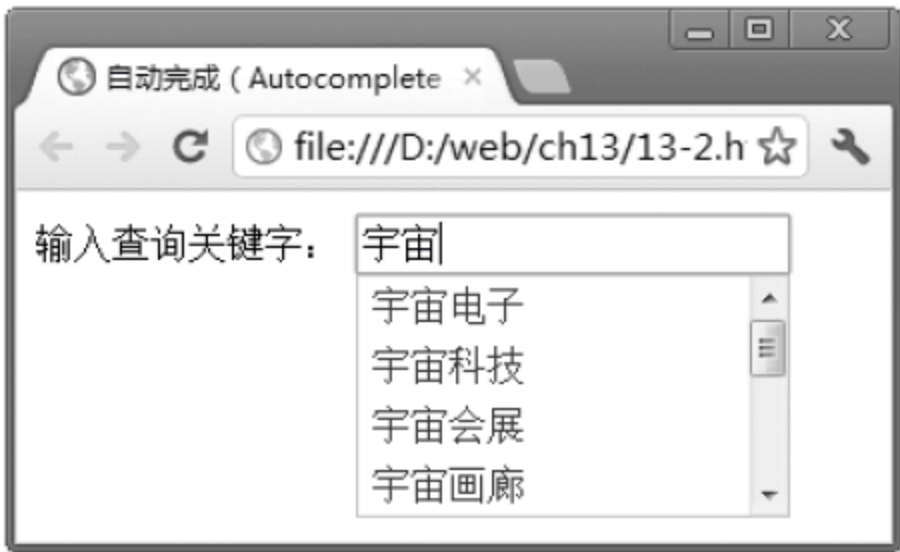 自动完成（Autocomplete
file:///D:/web/ch13/13-2.h
输入查询关键字： 宇宙
宇宙电子
宇宙科技
宇宙会展
宇宙画廊